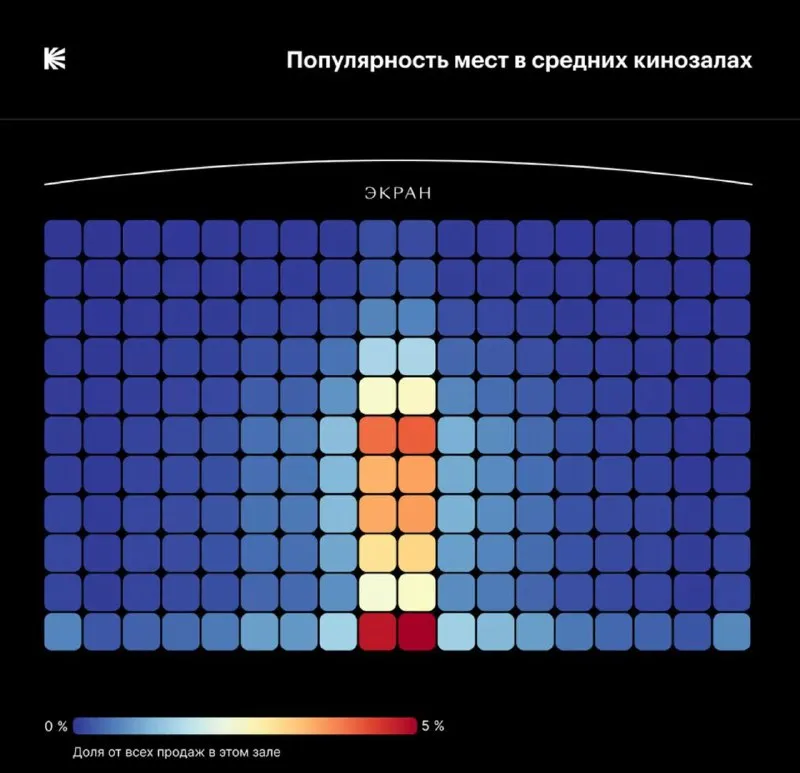 Популярность мест в средних кинозалах
ЭКРАН
0 %
5 %
Доля от всех продаж в этом зале